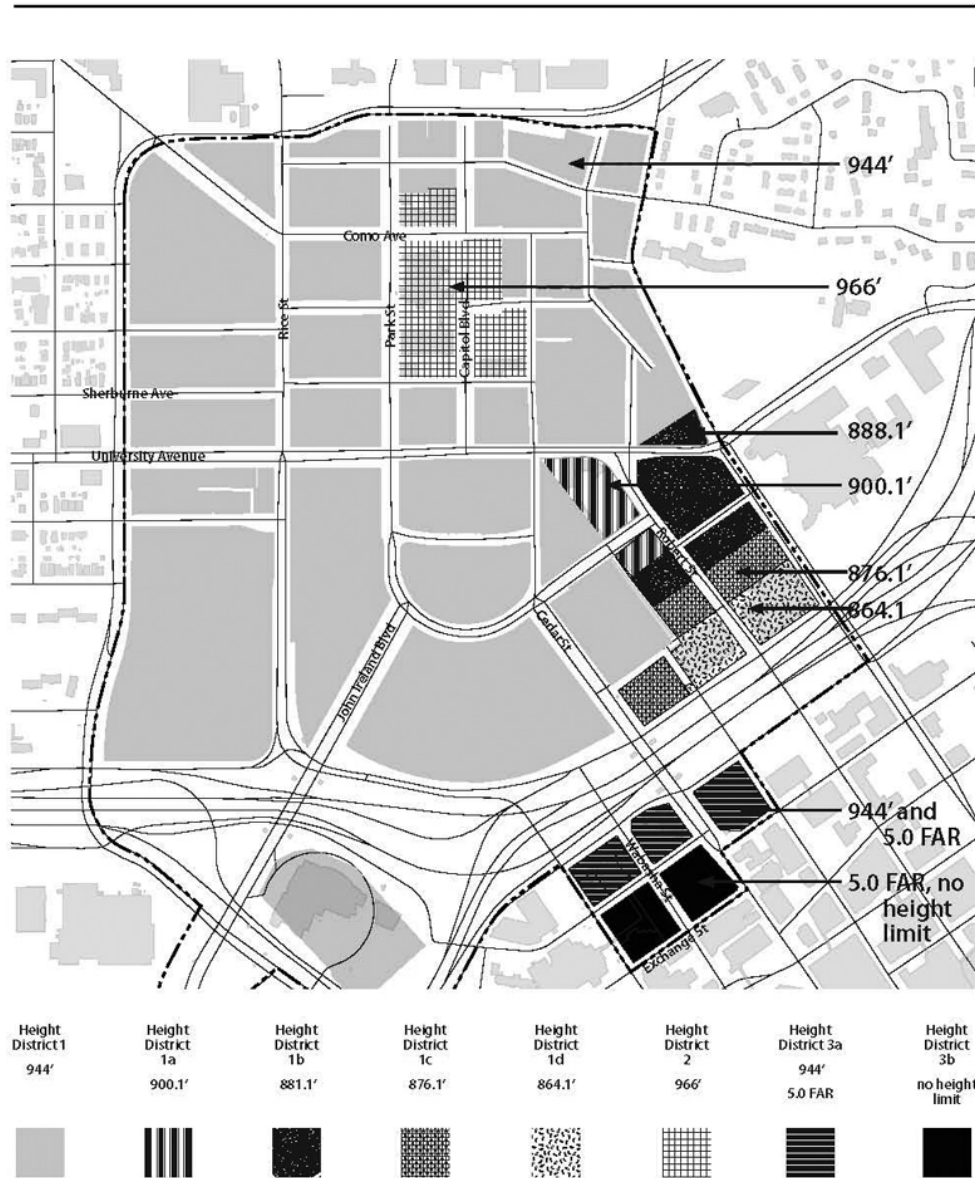 944'
Como Ave
966'
Rice St
Park St
Capitol Blvd
Sherburne Ave
888.1'
University Avenue
900.1'
Robert St
876.1'
864.1
Cedar St
John Ireland Blvd
944' and
5.0 FAR
Wabasha St
5.0 FAR, no
height
limit
Exchange St
Height
District 1
944'
Height
District
1a
900.1'
Height
District
1b
881.1'
Height
District
1c
876.1'
Height
District
1d
864.1'
Height
District
2
966'
Height
District 3a
944'
5.0 FAR
Height
District
3b
no height
limit